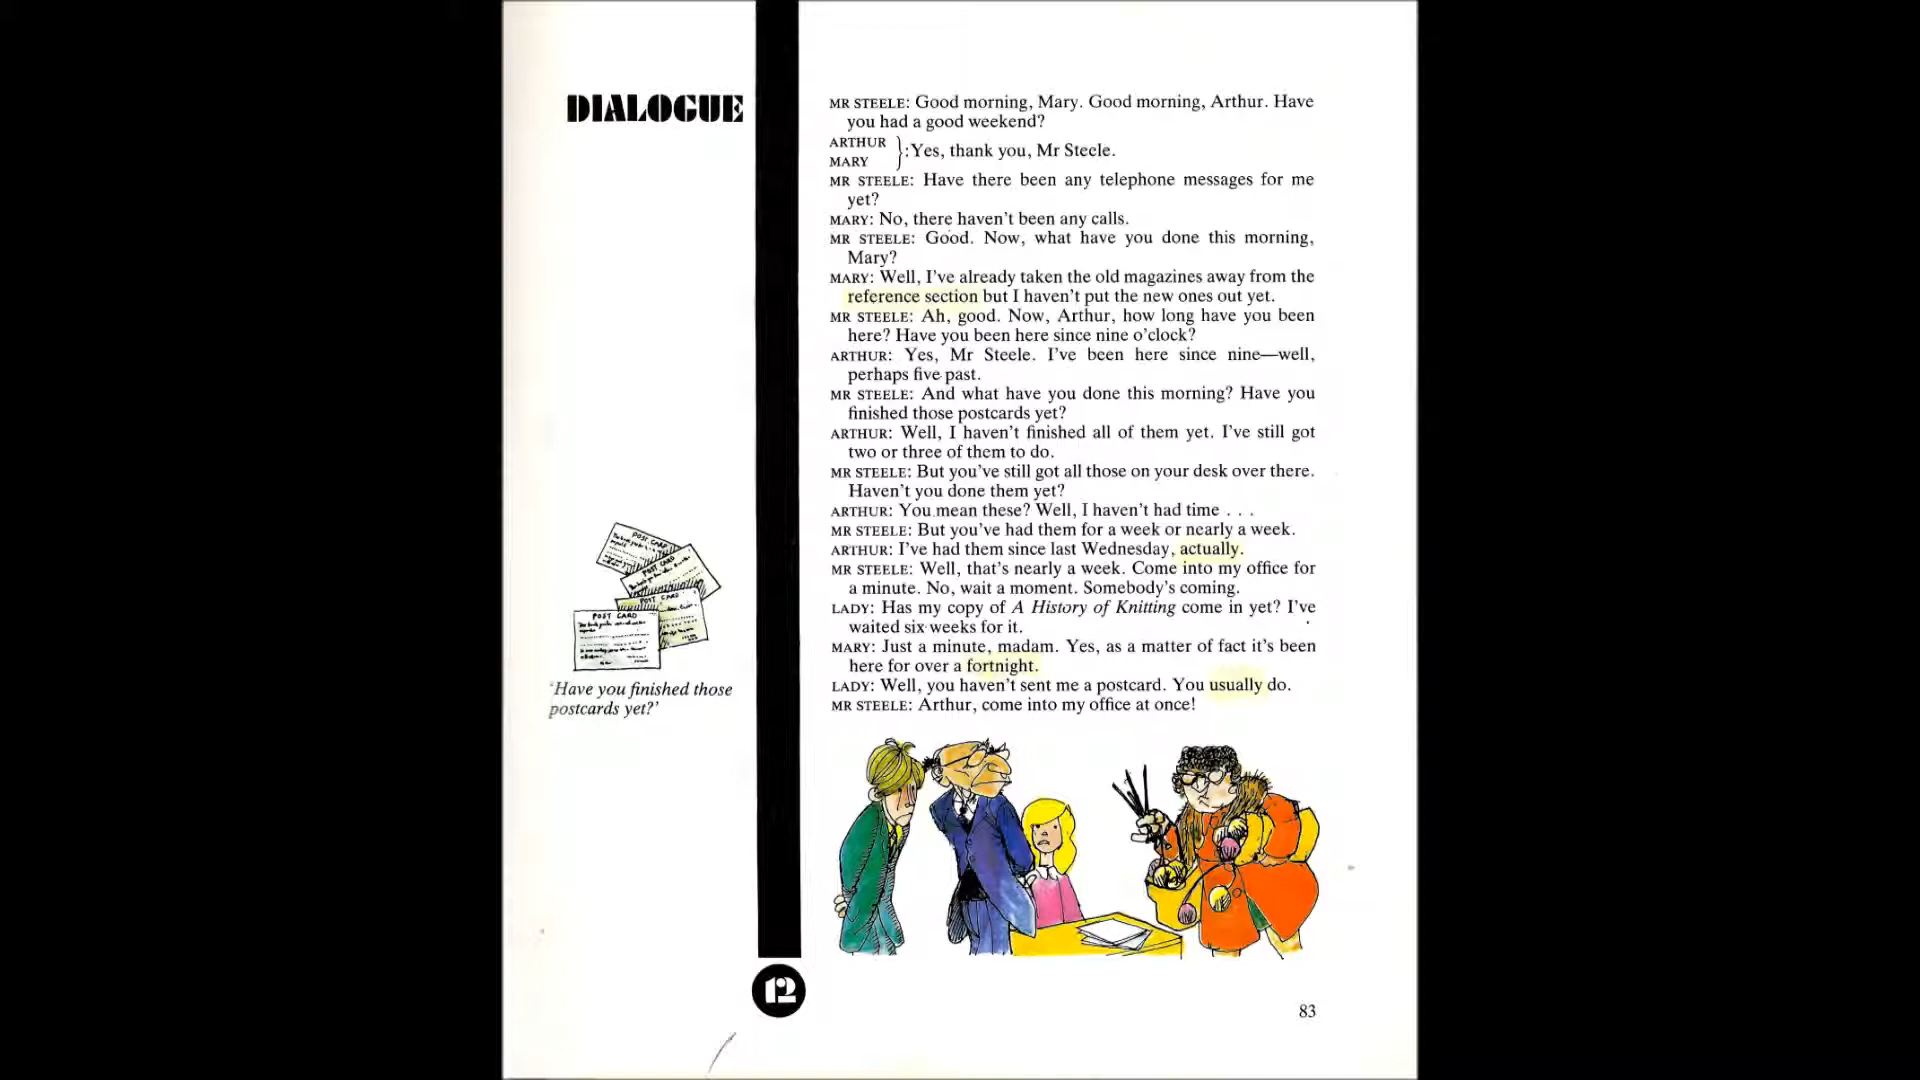 DIALOGUE
MR STEELE: Good morning, Mary. Good morning, Arthur. Have
you had a good weekend?
ARTHUR
MARY
}:Yes, thank you, Mr Steele.
MR STEELE: Have there been any telephone messages for me
yet?
MARY: No, there haven't been any calls.
MR STEELE: Good. Now, what have you done this morning,
Mary?
MARY: Well, I've already taken the old magazines away from the
reference section but I haven't put the new ones out yet.
MR STEELE: Ah, good. Now, Arthur, how long have you been
here? Have you been here since nine o'clock?
ARTHUR: Yes, Mr Steele. I've been here since nine—well,
perhaps five past.
MR STEELE: And what have you done this morning? Have you
finished those postcards yet?
ARTHUR: Well, I haven't finished all of them yet. I've still got
two or three of them to do.
MR STEELE: But you've still got all those on your desk over there.
Haven't you done them yet?
ARTHUR: You mean these? Well, I haven't had time . . .
MR STEELE: But you've had them for a week or nearly a week.
ARTHUR: I've had them since last Wednesday, actually.
MR STEELE: Well, that's nearly a week. Come into my office for
a minute. No, wait a moment. Somebody's coming.
LADY: Has my copy of A History of Knitting come in yet? I've
waited six weeks for it.
MARY: Just a minute, madam. Yes, as a matter of fact it's been
here for over a fortnight.
LADY: Well, you haven't sent me a postcard. You usually do.
MR STEELE: Arthur, come into my office at once!
POST CARD
POST CARD
POST CARD
POST CARD
'Have you finished those
postcards yet?'
12
83